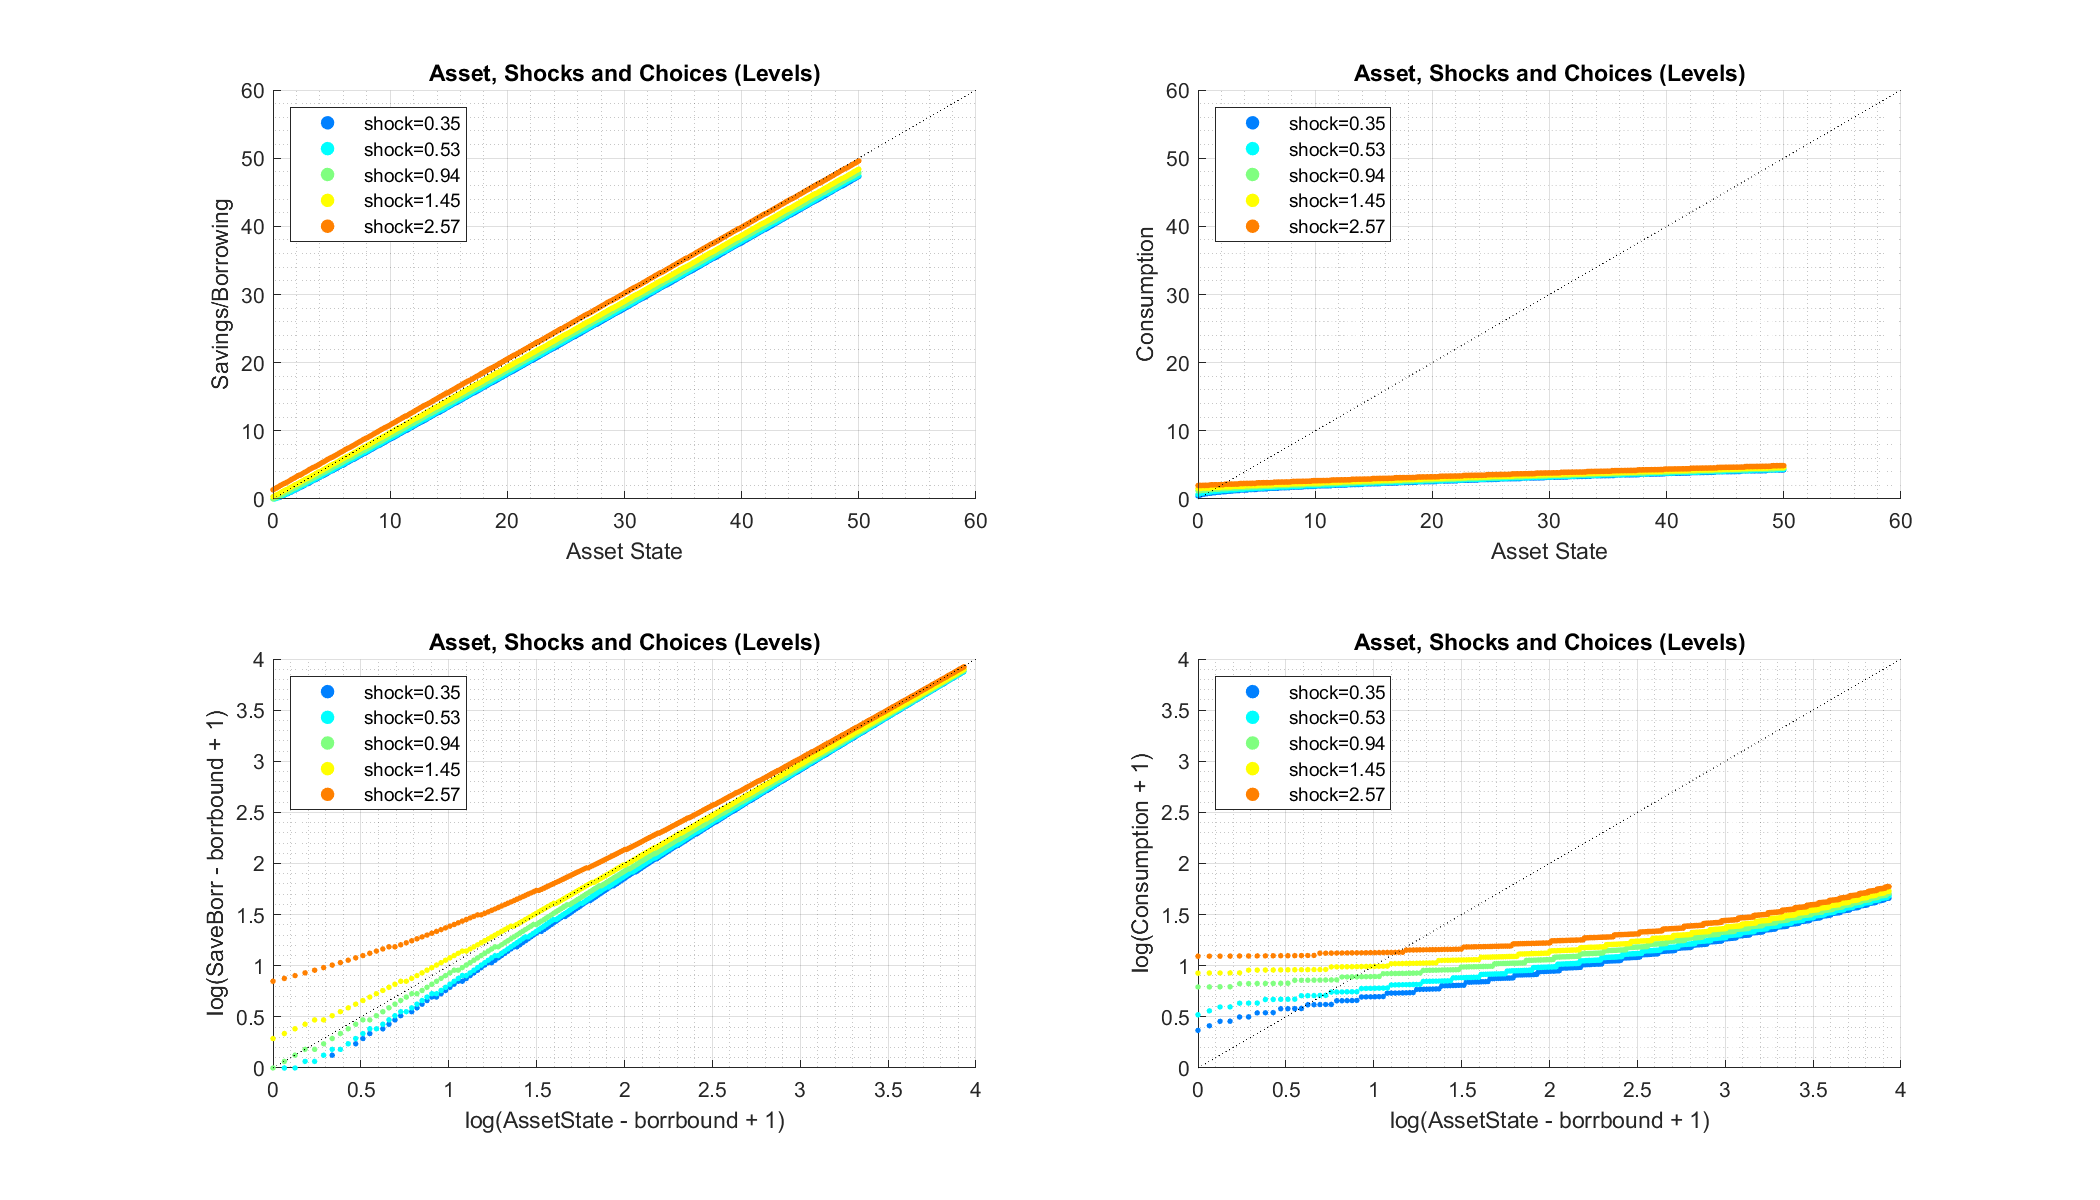 Asset, Shocks and Choices (Levels)
Savings/Borrowing
60
50
40
30
20
10
0
shock=0.35
shock=0.53
shock=0.94
shock=1.45
shock=2.57
0 10 20 30 40 50 60
Asset State
Asset, Shocks and Choices (Levels)
Consumption
60
50
40
30
20
10
0
shock=0.35
shock=0.53
shock=0.94
shock=1.45
shock=2.57
0 10 20 30 40 50 60
Asset State
Asset, Shocks and Choices (Levels)
log(SaveBorr - borrbound + 1)
4
3.5
3
2.5
2
1.5
1
0.5
0
shock=0.35
shock=0.53
shock=0.94
shock=1.45
shock=2.57
0 0.5 1 1.5 2 2.5 3 3.5 4
log(AssetState - borrbound + 1)
Asset, Shocks and Choices (Levels)
log(Consumption + 1)
4
3.5
3
2.5
2
1.5
1
0.5
0
shock=0.35
shock=0.53
shock=0.94
shock=1.45
shock=2.57
0 0.5 1 1.5 2 2.5 3 3.5 4
log(AssetState - borrbound + 1)